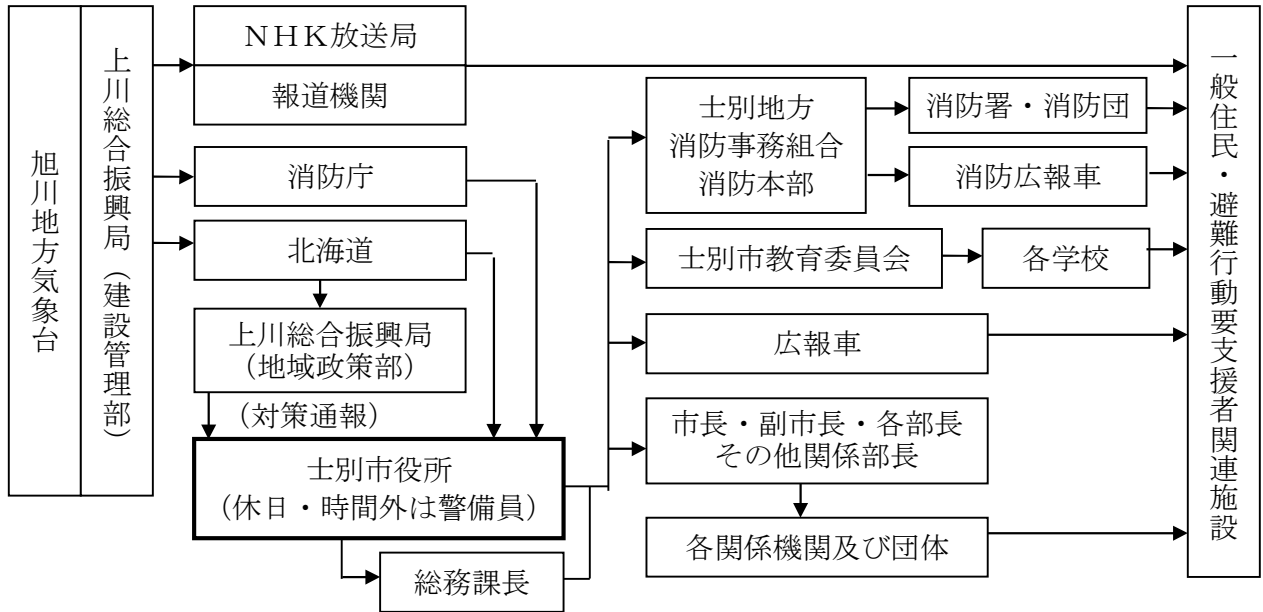 旭川地方気象台
上川総合振興局（建設管理部）
ＮＨＫ放送局
報道機関
消防庁
北海道
上川総合振興局
（地域政策部）
（対策通報）
士別市役所
（休日・時間外は警備員）
総務課長
士別地方
消防事務組合
消防本部
消防署・消防団
消防広報車
士別市教育委員会
各学校
広報車
市長・副市長・各部長
その他関係部長
各関係機関及び団体
一般住民・避難行動要支援者関連施設